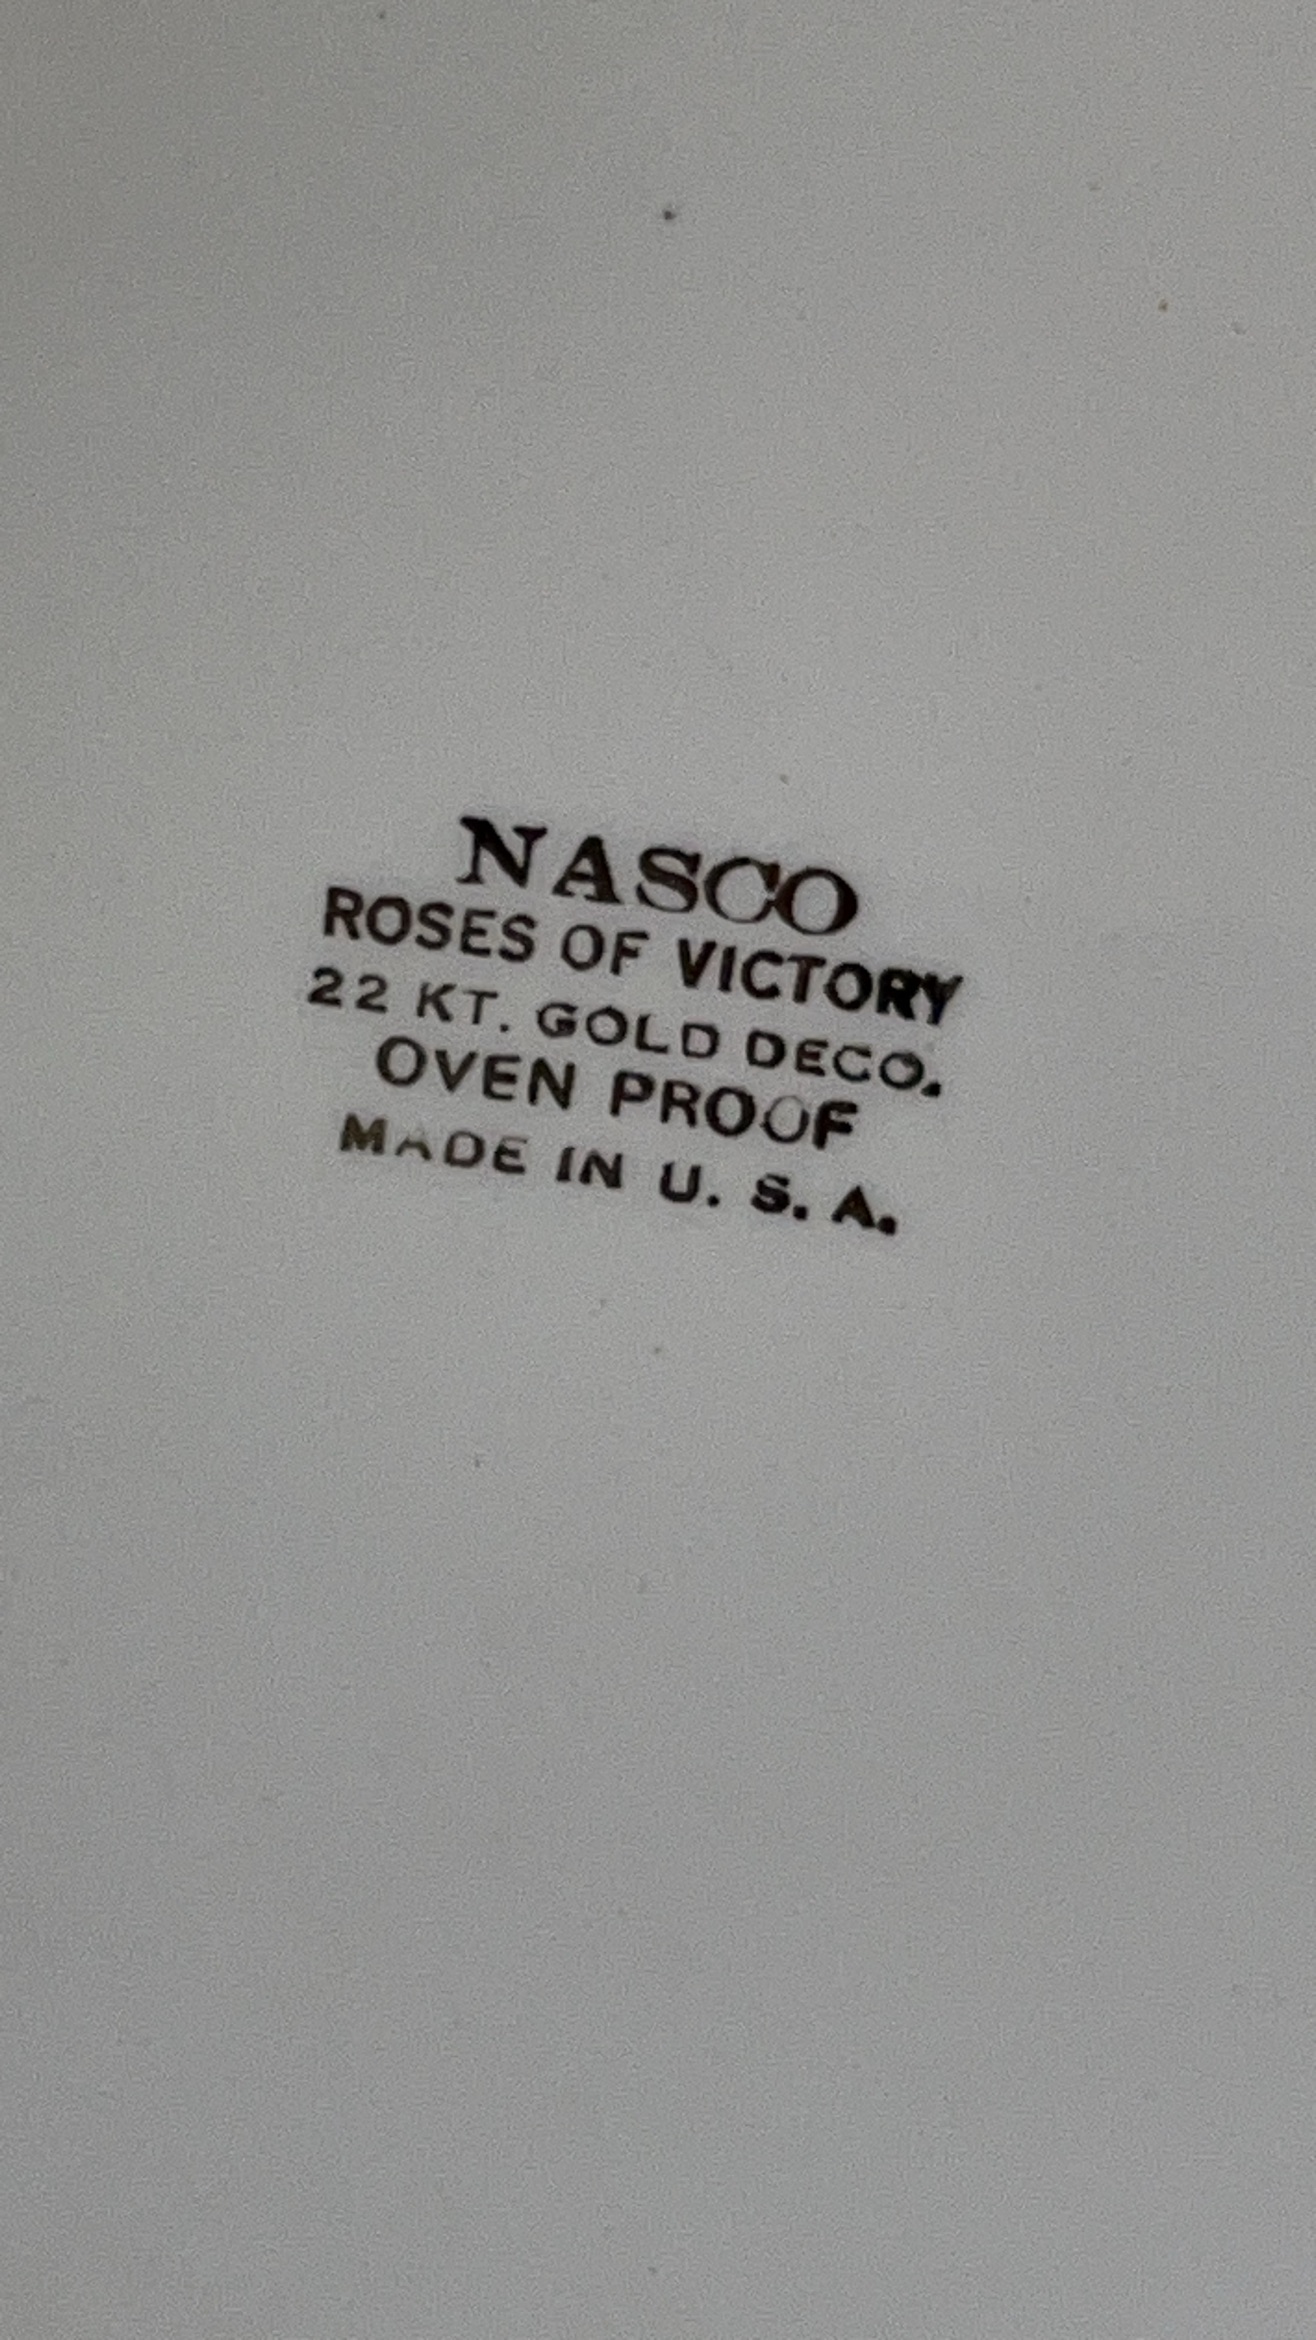 NASCO
ROSES OF VICTORY
22 KT. GOLD DECO.
OVEN PROOF
MADE IN U. S. A.